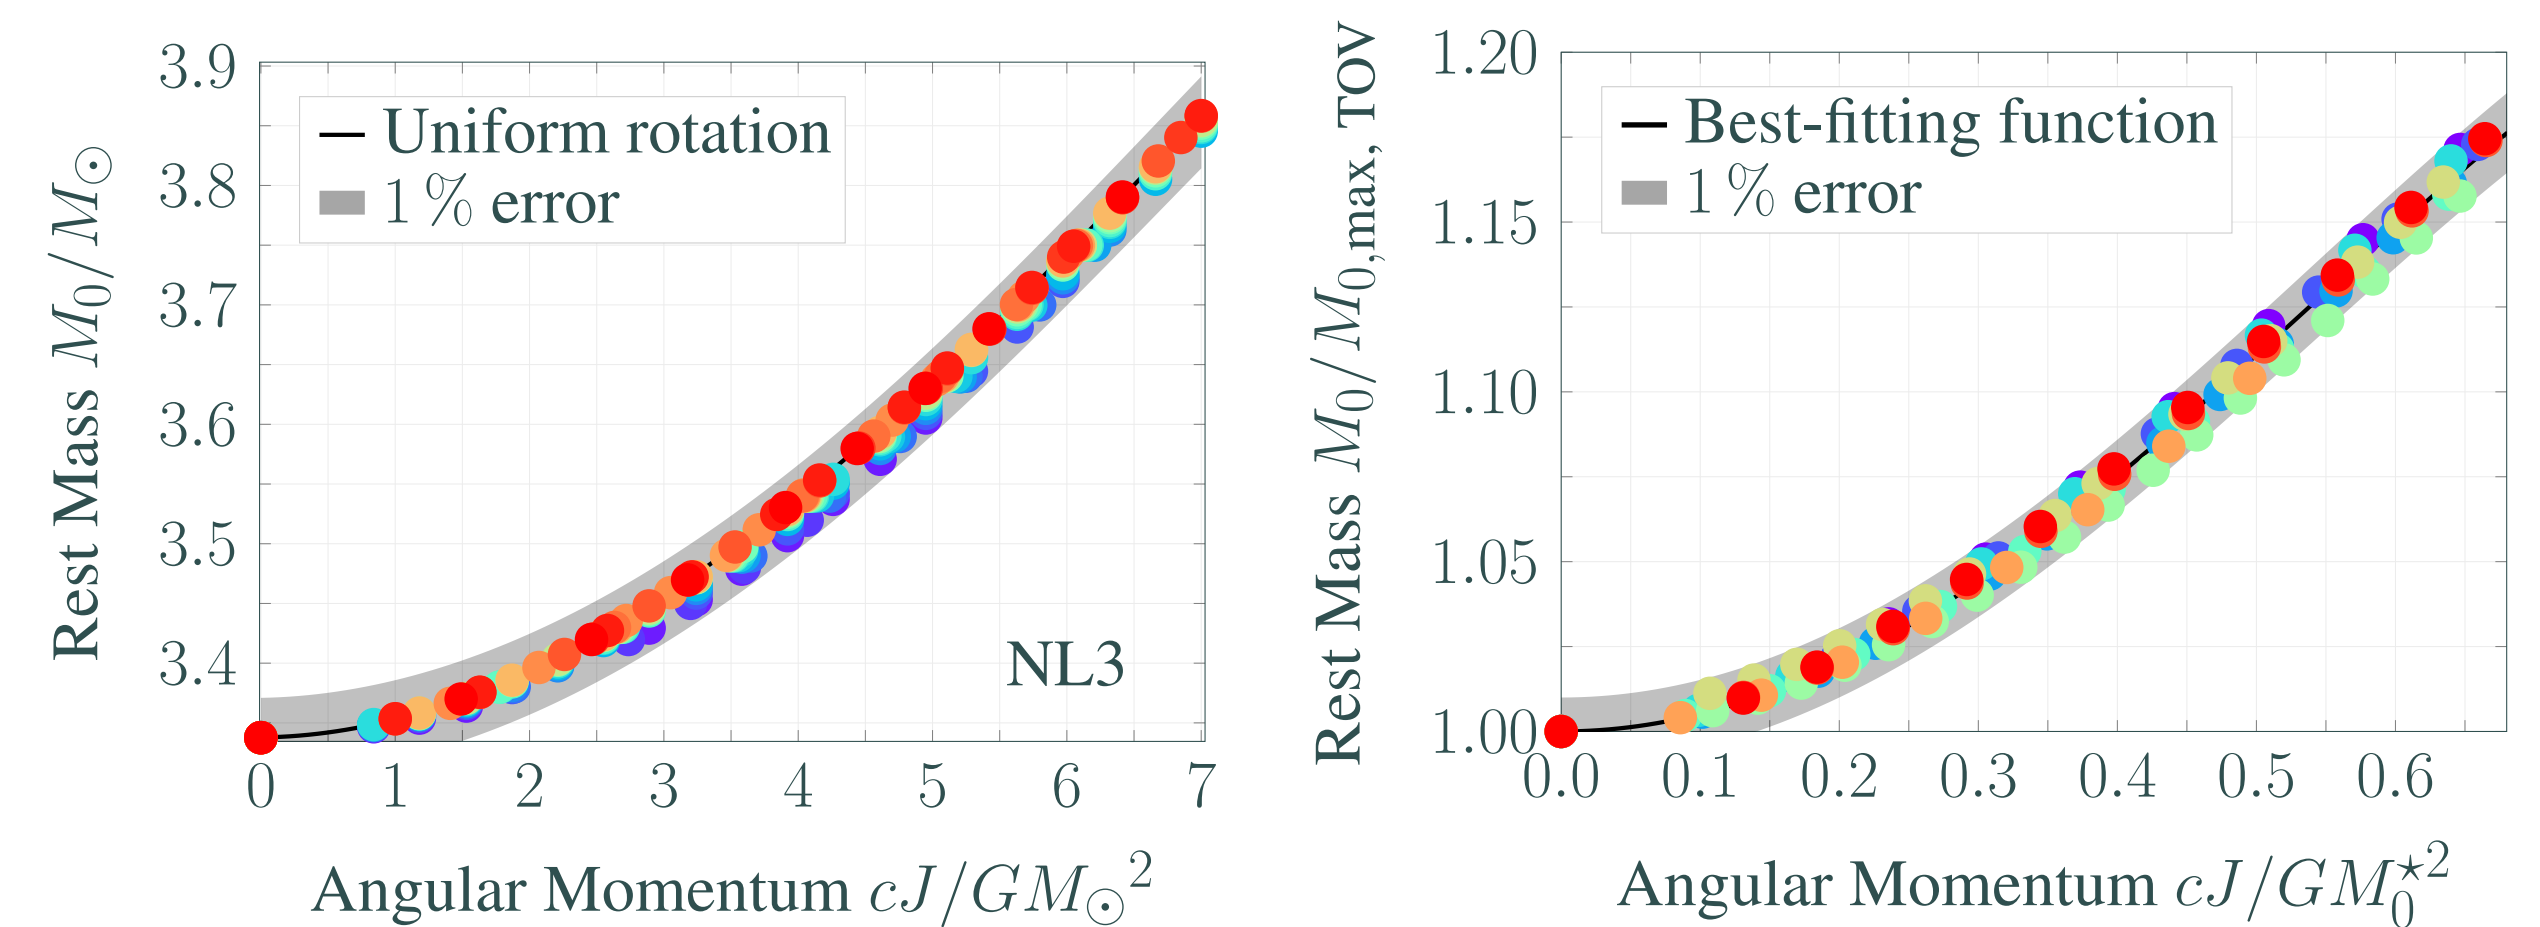 3.9
3.8
3.7
3.6
3.5
3.4
Rest Mass M₀/M⊙
Uniform rotation
1 % error
NL3
0 1 2 3 4 5 6 7
Angular Momentum cJ/GM⊙²
1.20
1.15
1.10
1.05
1.00
Rest Mass M₀/M₀,max, TOV
Best-fitting function
1 % error
0.0 0.1 0.2 0.3 0.4 0.5 0.6
Angular Momentum cJ/GM₀⋆²